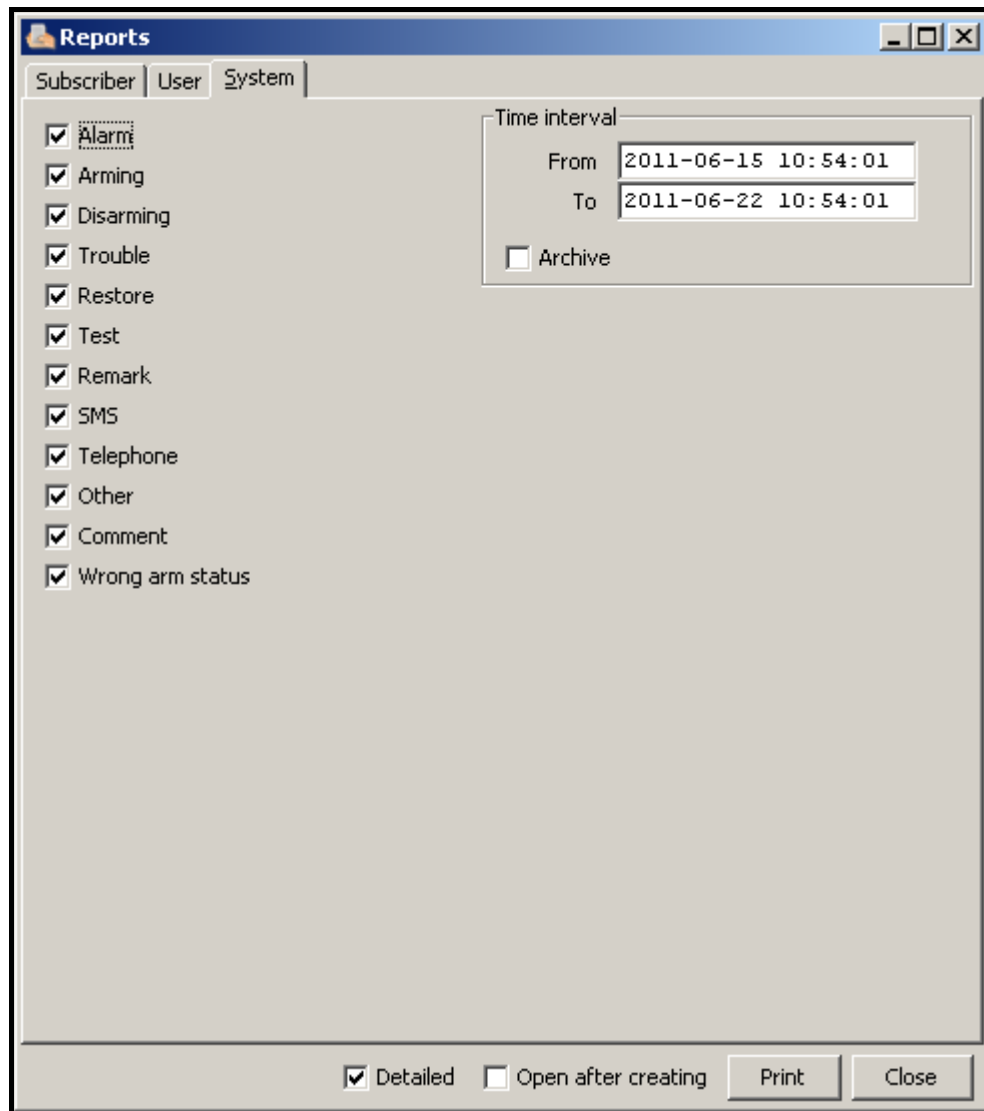 Reports
Subscriber User System
Alarm
Arming
Disarming
Trouble
Restore
Test
Remark
SMS
Telephone
Other
Comment
Wrong arm status
Time interval
From 2011-06-15 10:54:01
To 2011-06-22 10:54:01
Archive
Detailed Open after creating Print Close